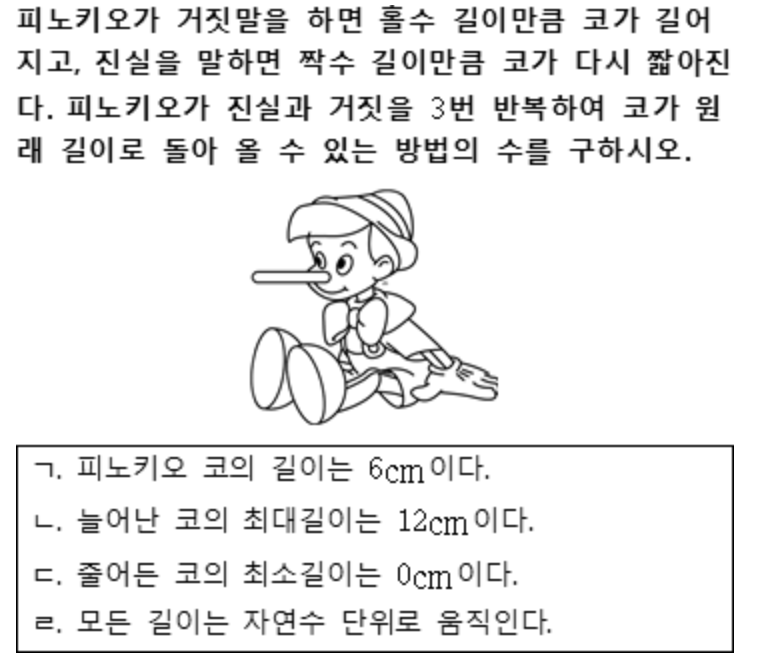 피노키오가 거짓말을 하면 홀수 길이만큼 코가 길어
지고, 진실을 말하면 짝수 길이만큼 코가 다시 짧아진
다. 피노키오가 진실과 거짓을 3번 반복하여 코가 원
래 길이로 돌아 올 수 있는 방법의 수를 구하시오.
ㄱ. 피노키오 코의 길이는 6cm이다.
ㄴ. 늘어난 코의 최대길이는 12cm이다.
ㄷ. 줄어든 코의 최소길이는 0cm이다.
ㄹ. 모든 길이는 자연수 단위로 움직인다.